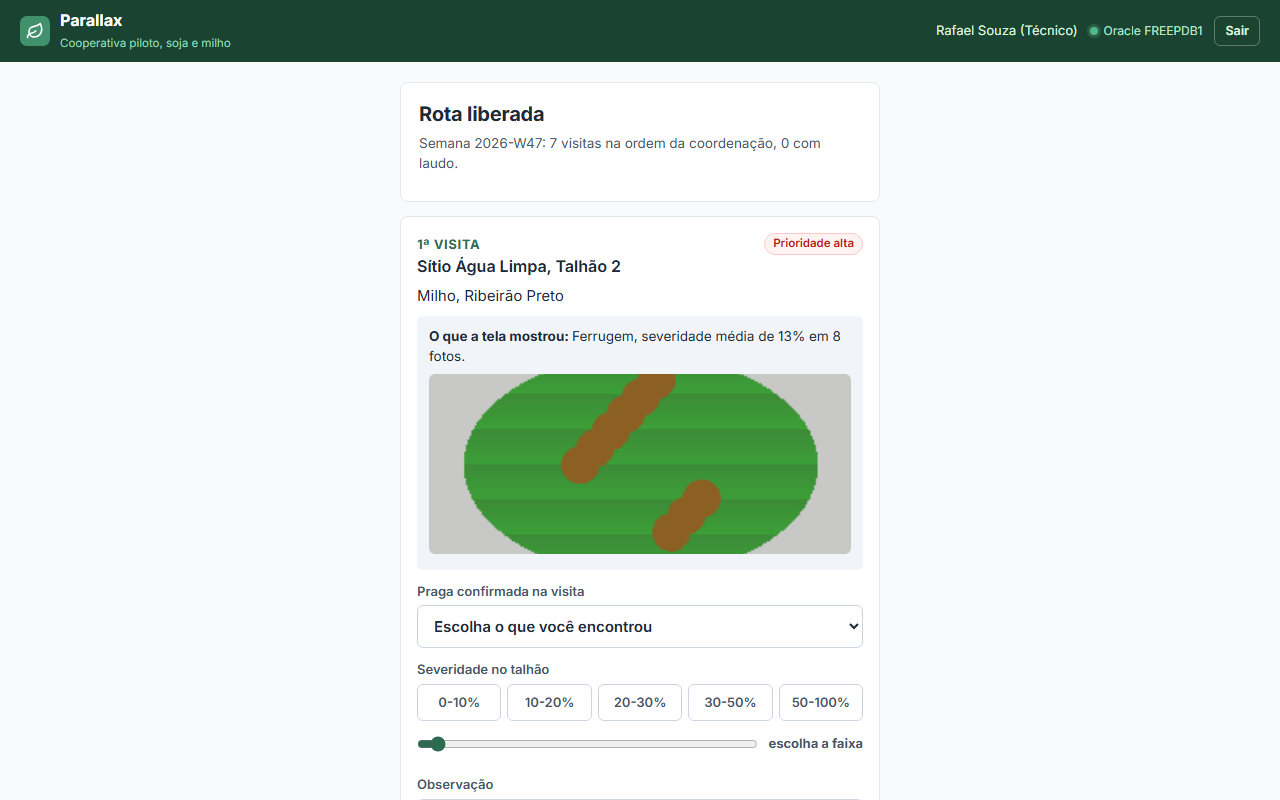 Parallax
Cooperativa piloto, soja e milho
Rafael Souza (Técnico)
Oracle FREEPDB1
Sair
Rota liberada
Semana 2026-W47: 7 visitas na ordem da coordenação, 0 com
laudo.
1ª VISITA
Prioridade alta
Sítio Água Limpa, Talhão 2
Milho, Ribeirão Preto
O que a tela mostrou: Ferrugem, severidade média de 13% em 8
fotos.
Praga confirmada na visita
Escolha o que você encontrou
Severidade no talhão
0-10%
10-20%
20-30%
30-50%
50-100%
escolha a faixa
Observação